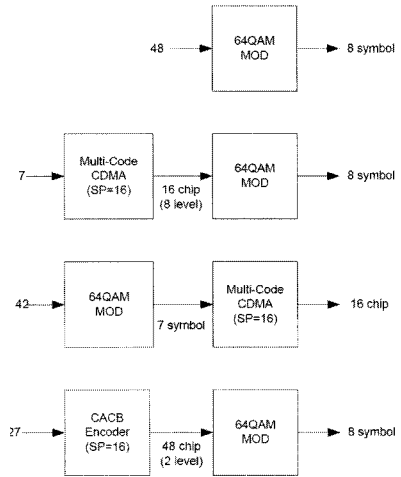 48
64QAM
MOD
8 symbol
7
Multi-Code
CDMA
(SP=16)
16 chip
(8 level)
64QAM
MOD
8 symbol
42
64QAM
MOD
7 symbol
Multi-Code
CDMA
(SP=16)
16 chip
27
CACB
Encoder
(SP=16)
48 chip
(2 level)
64QAM
MOD
8 symbol